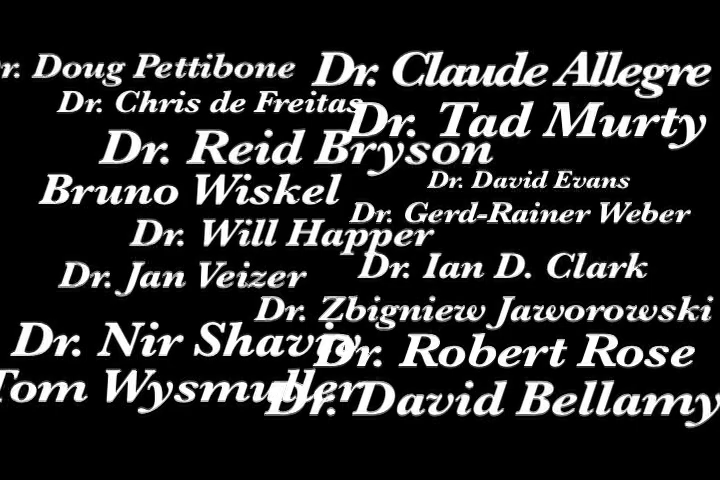 r. Doug Pettibone
Dr. Claude Allegre
Dr. Chris de Freitas
Dr. Tad Murty
Dr. Reid Bryson
Dr. David Evans
Bruno Wiskel
Dr. Gerd-Rainer Weber
Dr. Will Happer
Dr. Ian D. Clark
Dr. Jan Veizer
Dr. Zbigniew Jaworowski
Dr. Nir Shaviv
Dr. Robert Rose
Tom Wysmuller
Dr. David Bellamy